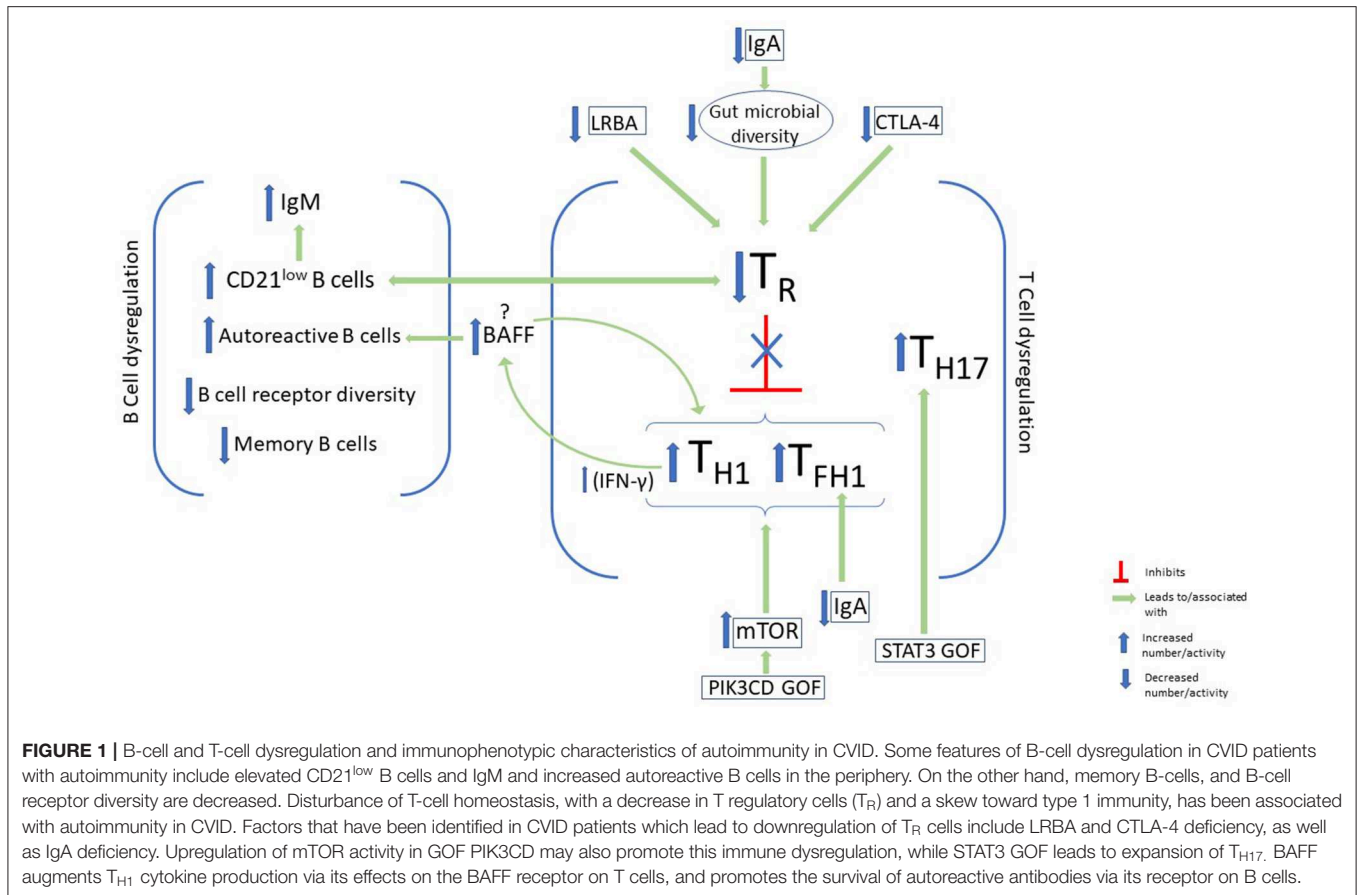 IgA
LRBA
Gut microbial
diversity
CTLA-4
B Cell dysregulation
IgM
CD21low B cells
Autoreactive B cells
B cell receptor diversity
Memory B cells
?
BAFF
(IFN-γ)
TR
TH1
TFH1
TH17
T Cell dysregulation
mTOR
IgA
PIK3CD GOF
STAT3 GOF
Inhibits
Leads to/associated
with
Increased
number/activity
Decreased
number/activity
FIGURE 1 | B-cell and T-cell dysregulation and immunophenotypic characteristics of autoimmunity in CVID. Some features of B-cell dysregulation in CVID patients
with autoimmunity include elevated CD21low B cells and IgM and increased autoreactive B cells in the periphery. On the other hand, memory B-cells, and B-cell
receptor diversity are decreased. Disturbance of T-cell homeostasis, with a decrease in T regulatory cells (TR) and a skew toward type 1 immunity, has been associated
with autoimmunity in CVID. Factors that have been identified in CVID patients which lead to downregulation of TR cells include LRBA and CTLA-4 deficiency, as well
as IgA deficiency. Upregulation of mTOR activity in GOF PIK3CD may also promote this immune dysregulation, while STAT3 GOF leads to expansion of TH17. BAFF
augments TH1 cytokine production via its effects on the BAFF receptor on T cells, and promotes the survival of autoreactive antibodies via its receptor on B cells.